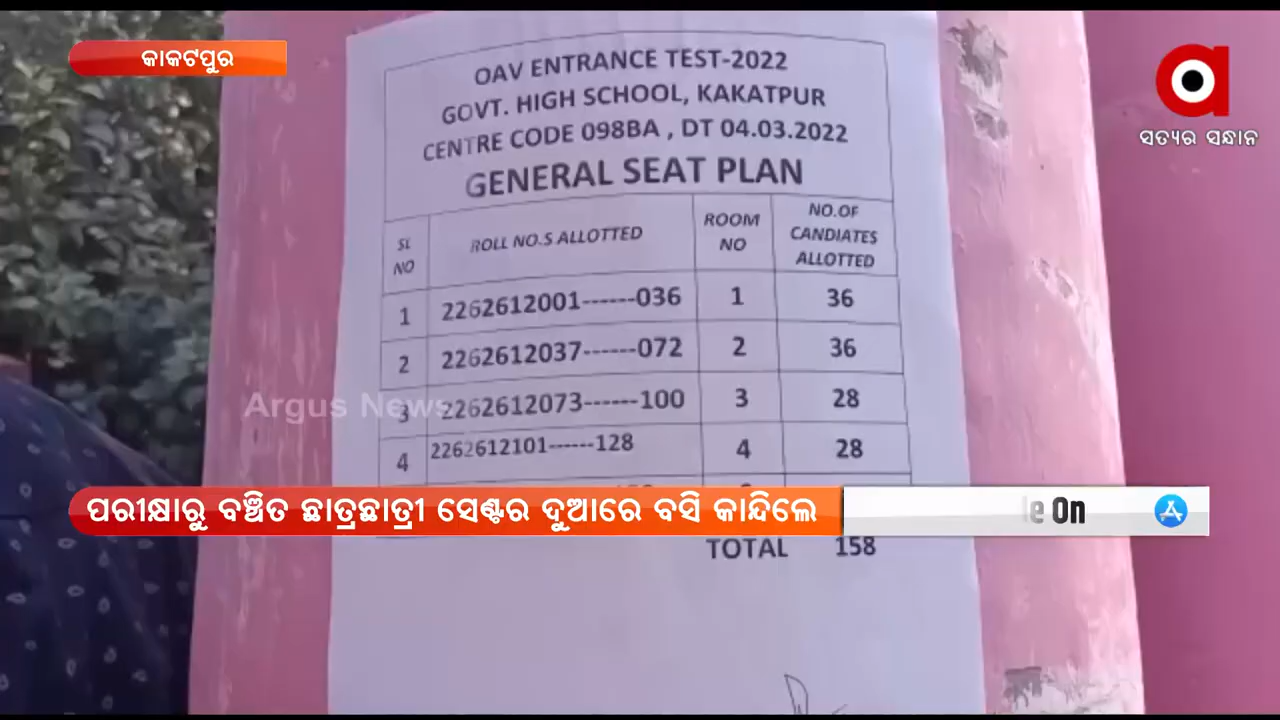 କାକଟପୁର
ସତ୍ୟର ସନ୍ଧାନ
OAV ENTRANCE TEST-2022
GOVT. HIGH SCHOOL, KAKATPUR
CENTRE CODE 098BA , DT 04.03.2022
GENERAL SEAT PLAN
SL NO ROLL NO.S ALLOTTED ROOM NO NO.OF CANDIATES ALLOTTED
1 2262612001------036 1 36
2 2262612037------072 2 36
3 2262612073------100 3 28
4 2262612101------128 4 28
Argus News
ପରୀକ୍ଷାରୁ ବଞ୍ଚିତ ଛାତ୍ରଛାତ୍ରୀ ସେଣ୍ଟର ଦୁଆରେ ବସି କାନ୍ଦିଲେ
On
TOTAL 158